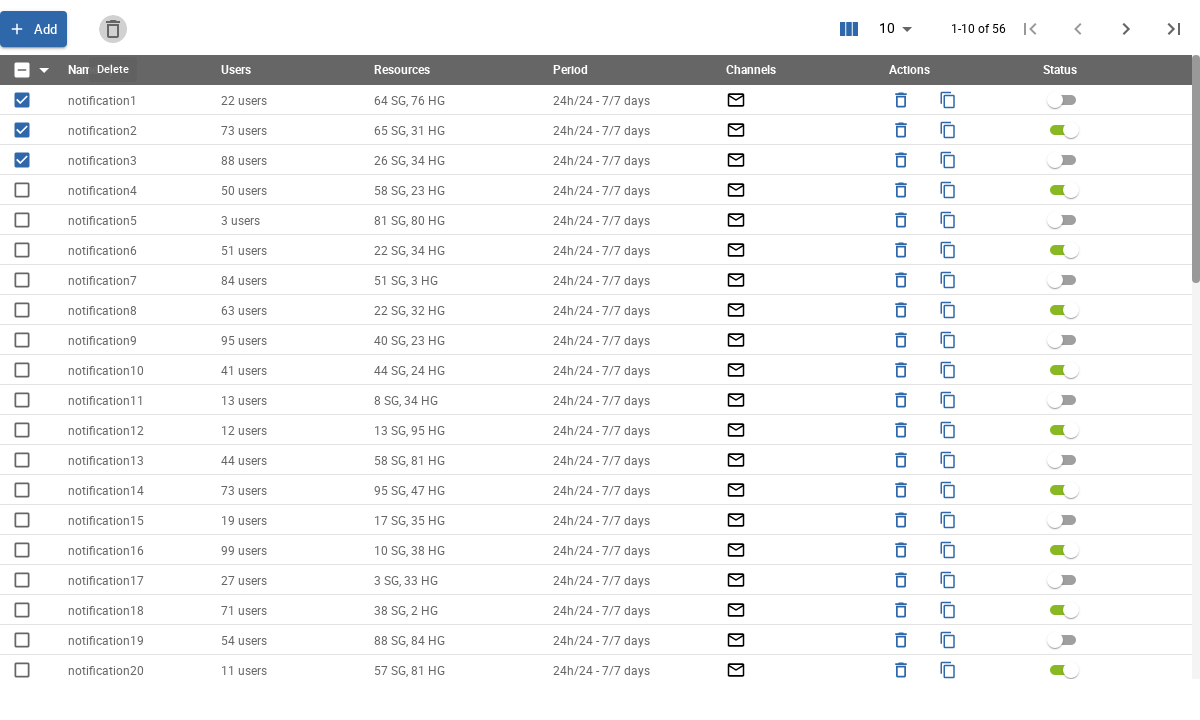 Add 10 1-10 of 56
Nam Delete Users Resources Period Channels Actions Status
notification1 22 users 64 SG, 76 HG 24h/24 - 7/7 days
notification2 73 users 65 SG, 31 HG 24h/24 - 7/7 days
notification3 88 users 26 SG, 34 HG 24h/24 - 7/7 days
notification4 50 users 58 SG, 23 HG 24h/24 - 7/7 days
notification5 3 users 81 SG, 80 HG 24h/24 - 7/7 days
notification6 51 users 22 SG, 34 HG 24h/24 - 7/7 days
notification7 84 users 51 SG, 3 HG 24h/24 - 7/7 days
notification8 63 users 22 SG, 32 HG 24h/24 - 7/7 days
notification9 95 users 40 SG, 23 HG 24h/24 - 7/7 days
notification10 41 users 44 SG, 24 HG 24h/24 - 7/7 days
notification11 13 users 8 SG, 34 HG 24h/24 - 7/7 days
notification12 12 users 13 SG, 95 HG 24h/24 - 7/7 days
notification13 44 users 58 SG, 81 HG 24h/24 - 7/7 days
notification14 73 users 95 SG, 47 HG 24h/24 - 7/7 days
notification15 19 users 17 SG, 35 HG 24h/24 - 7/7 days
notification16 99 users 10 SG, 38 HG 24h/24 - 7/7 days
notification17 27 users 3 SG, 33 HG 24h/24 - 7/7 days
notification18 71 users 38 SG, 2 HG 24h/24 - 7/7 days
notification19 54 users 88 SG, 84 HG 24h/24 - 7/7 days
notification20 11 users 57 SG, 81 HG 24h/24 - 7/7 days